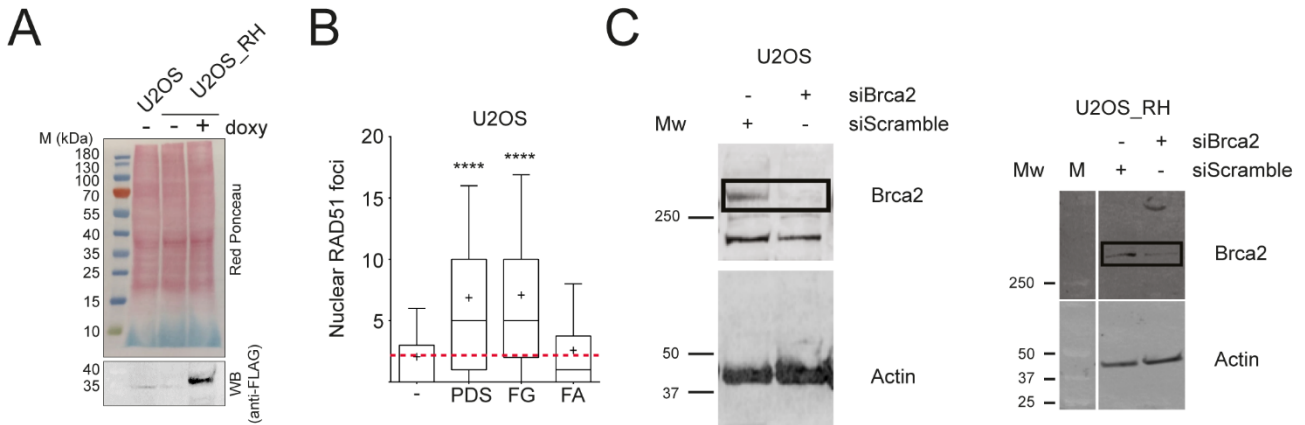 A
U2OS
U2OS_RH
- - + doxy
M (kDa)
180
130
100
70
55
40
35
25
15
10
Red Ponceau
40
35
WB
(anti-FLAG)
B
U2OS
Nuclear RAD51 foci
20
15
10
5
**** ****
- PDS FG FA
C
U2OS
- + siBrca2
Mw + - siScramble
Brca2
250
50
Actin
37
U2OS_RH
- + siBrca2
Mw M + - siScramble
Brca2
250
50
Actin
37
25